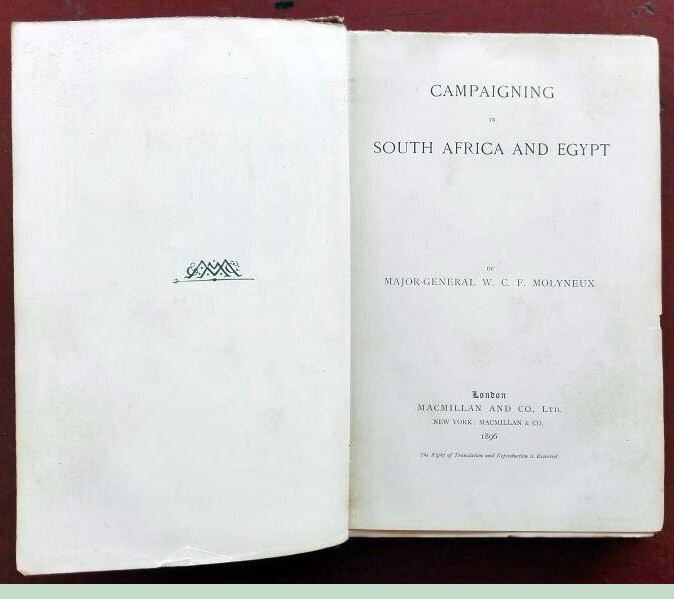 CAMPAIGNING
IN
SOUTH AFRICA AND EGYPT
BY
MAJOR-GENERAL W. C. F. MOLYNEUX
London
MACMILLAN AND CO., LTD.
NEW YORK: MACMILLAN & CO.
1896
The Right of Translation and Reproduction is Reserved